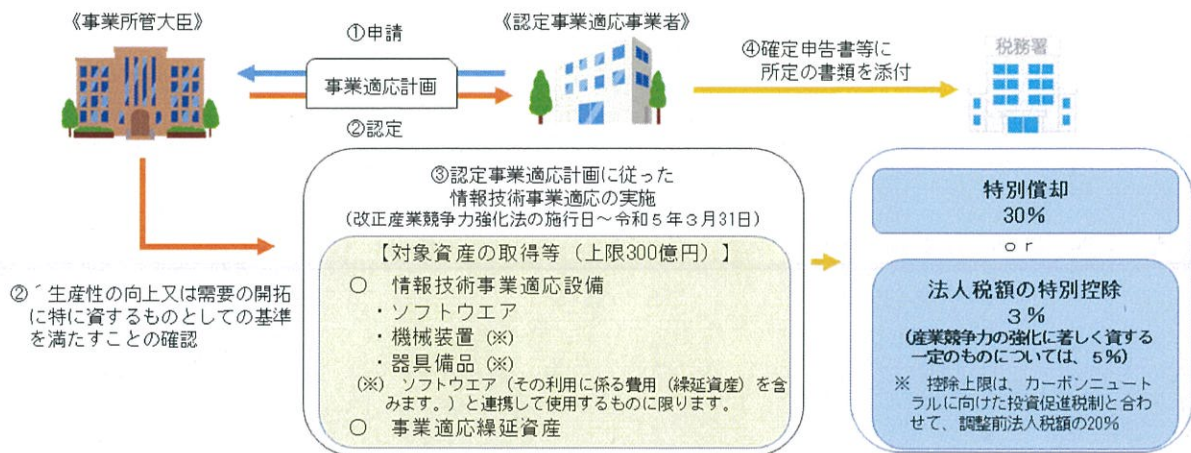 《事業所管大臣》
《認定事業適応事業者》
①申請
事業適応計画
②認定
④確定申告書等に
所定の書類を添付
税務署
②´生産性の向上又は需要の開拓
に特に資するものとしての基準
を満たすことの確認
③認定事業適応計画に従った
情報技術事業適応の実施
（改正産業競争力強化法の施行日～令和５年３月31日）
【対象資産の取得等（上限300億円）】
○ 情報技術事業適応設備
・ソフトウエア
・機械装置（※）
・器具備品（※）
（※） ソフトウエア（その利用に係る費用（繰延資産）を含
みます。）と連携して使用するものに限ります。
○ 事業適応繰延資産
特別償却
30％
ｏｒ
法人税額の特別控除
３％
（産業競争力の強化に著しく資する
一定のものについては、５％）
※ 控除上限は、カーボンニュート
ラルに向けた投資促進税制と合わ
せて、調整前法人税額の20％